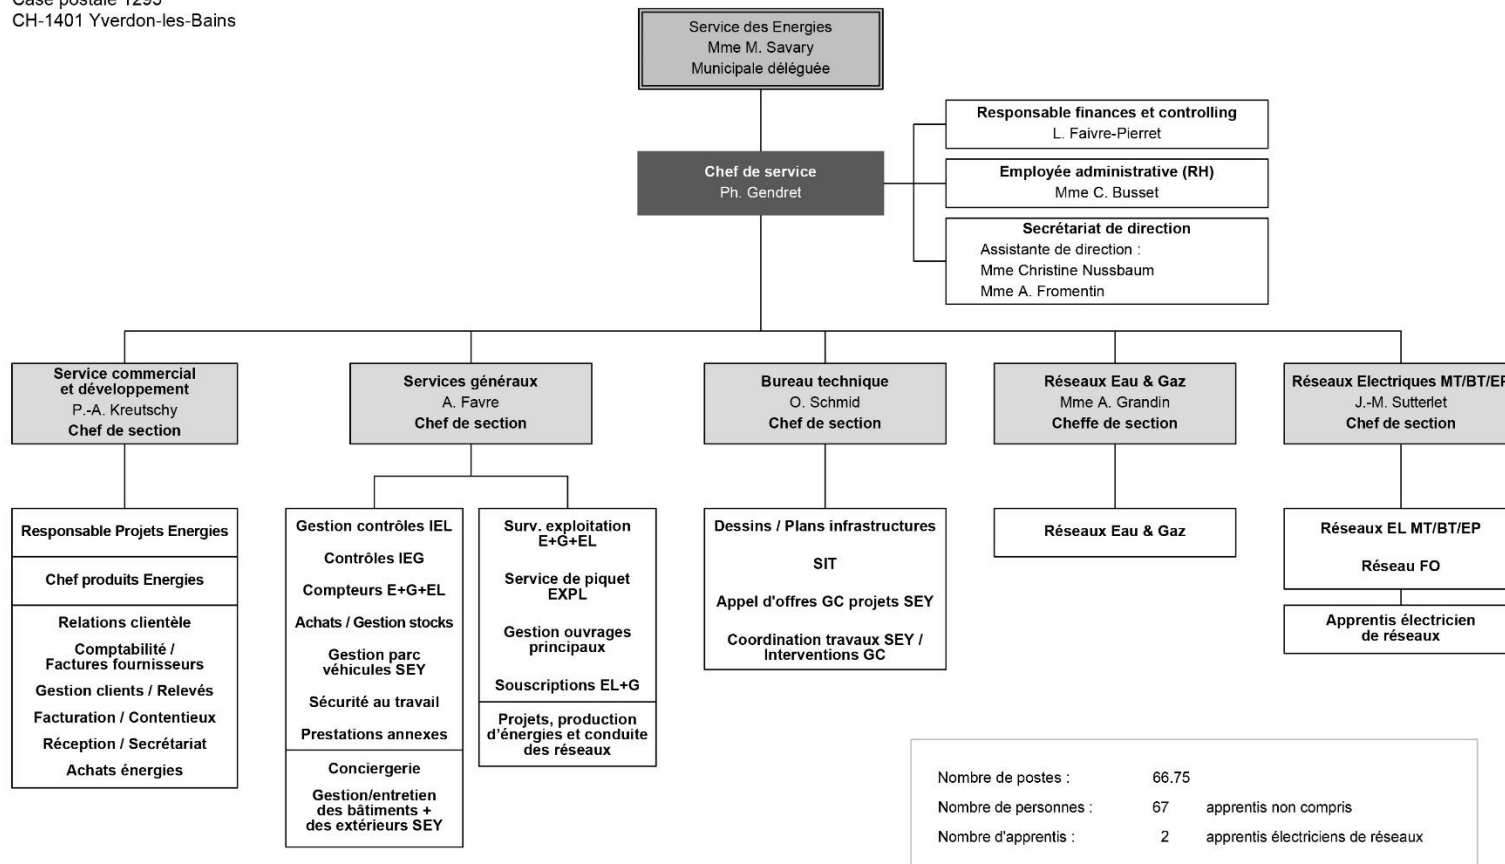 Case postale 1295
CH-1401 Yverdon-les-Bains
Service des Energies
Mme M. Savary
Municipale déléguée
Responsable finances et controlling
L. Faivre-Pierret
Chef de service
Ph. Gendret
Employée administrative (RH)
Mme C. Busset
Secrétariat de direction
Assistante de direction :
Mme Christine Nussbaum
Mme A. Fromentin
Service commercial
et développement
P.-A. Kreutschy
Chef de section
Services généraux
A. Favre
Chef de section
Bureau technique
O. Schmid
Chef de section
Réseaux Eau & Gaz
Mme A. Grandin
Cheffe de section
Réseaux Electriques MT/BT/EP
J.-M. Sutterlet
Chef de section
Responsable Projets Energies
Chef produits Energies
Relations clientèle
Comptabilité /
Factures fournisseurs
Gestion clients / Relevés
Facturation / Contentieux
Réception / Secrétariat
Achats énergies
Gestion contrôles IEL
Contrôles IEG
Compteurs E+G+EL
Achats / Gestion stocks
Gestion parc
véhicules SEY
Sécurité au travail
Prestations annexes
Conciergerie
Gestion/entretien
des bâtiments +
des extérieurs SEY
Surv. exploitation
E+G+EL
Service de piquet
EXPL
Gestion ouvrages
principaux
Souscriptions EL+G
Projets, production
d'énergies et conduite
des réseaux
Dessins / Plans infrastructures
SIT
Appel d'offres GC projets SEY
Coordination travaux SEY /
Interventions GC
Réseaux Eau & Gaz
Réseaux EL MT/BT/EP
Réseau FO
Apprentis électricien
de réseaux
Nombre de postes : 66.75
Nombre de personnes : 67 apprentis non compris
Nombre d'apprentis : 2 apprentis électriciens de réseaux